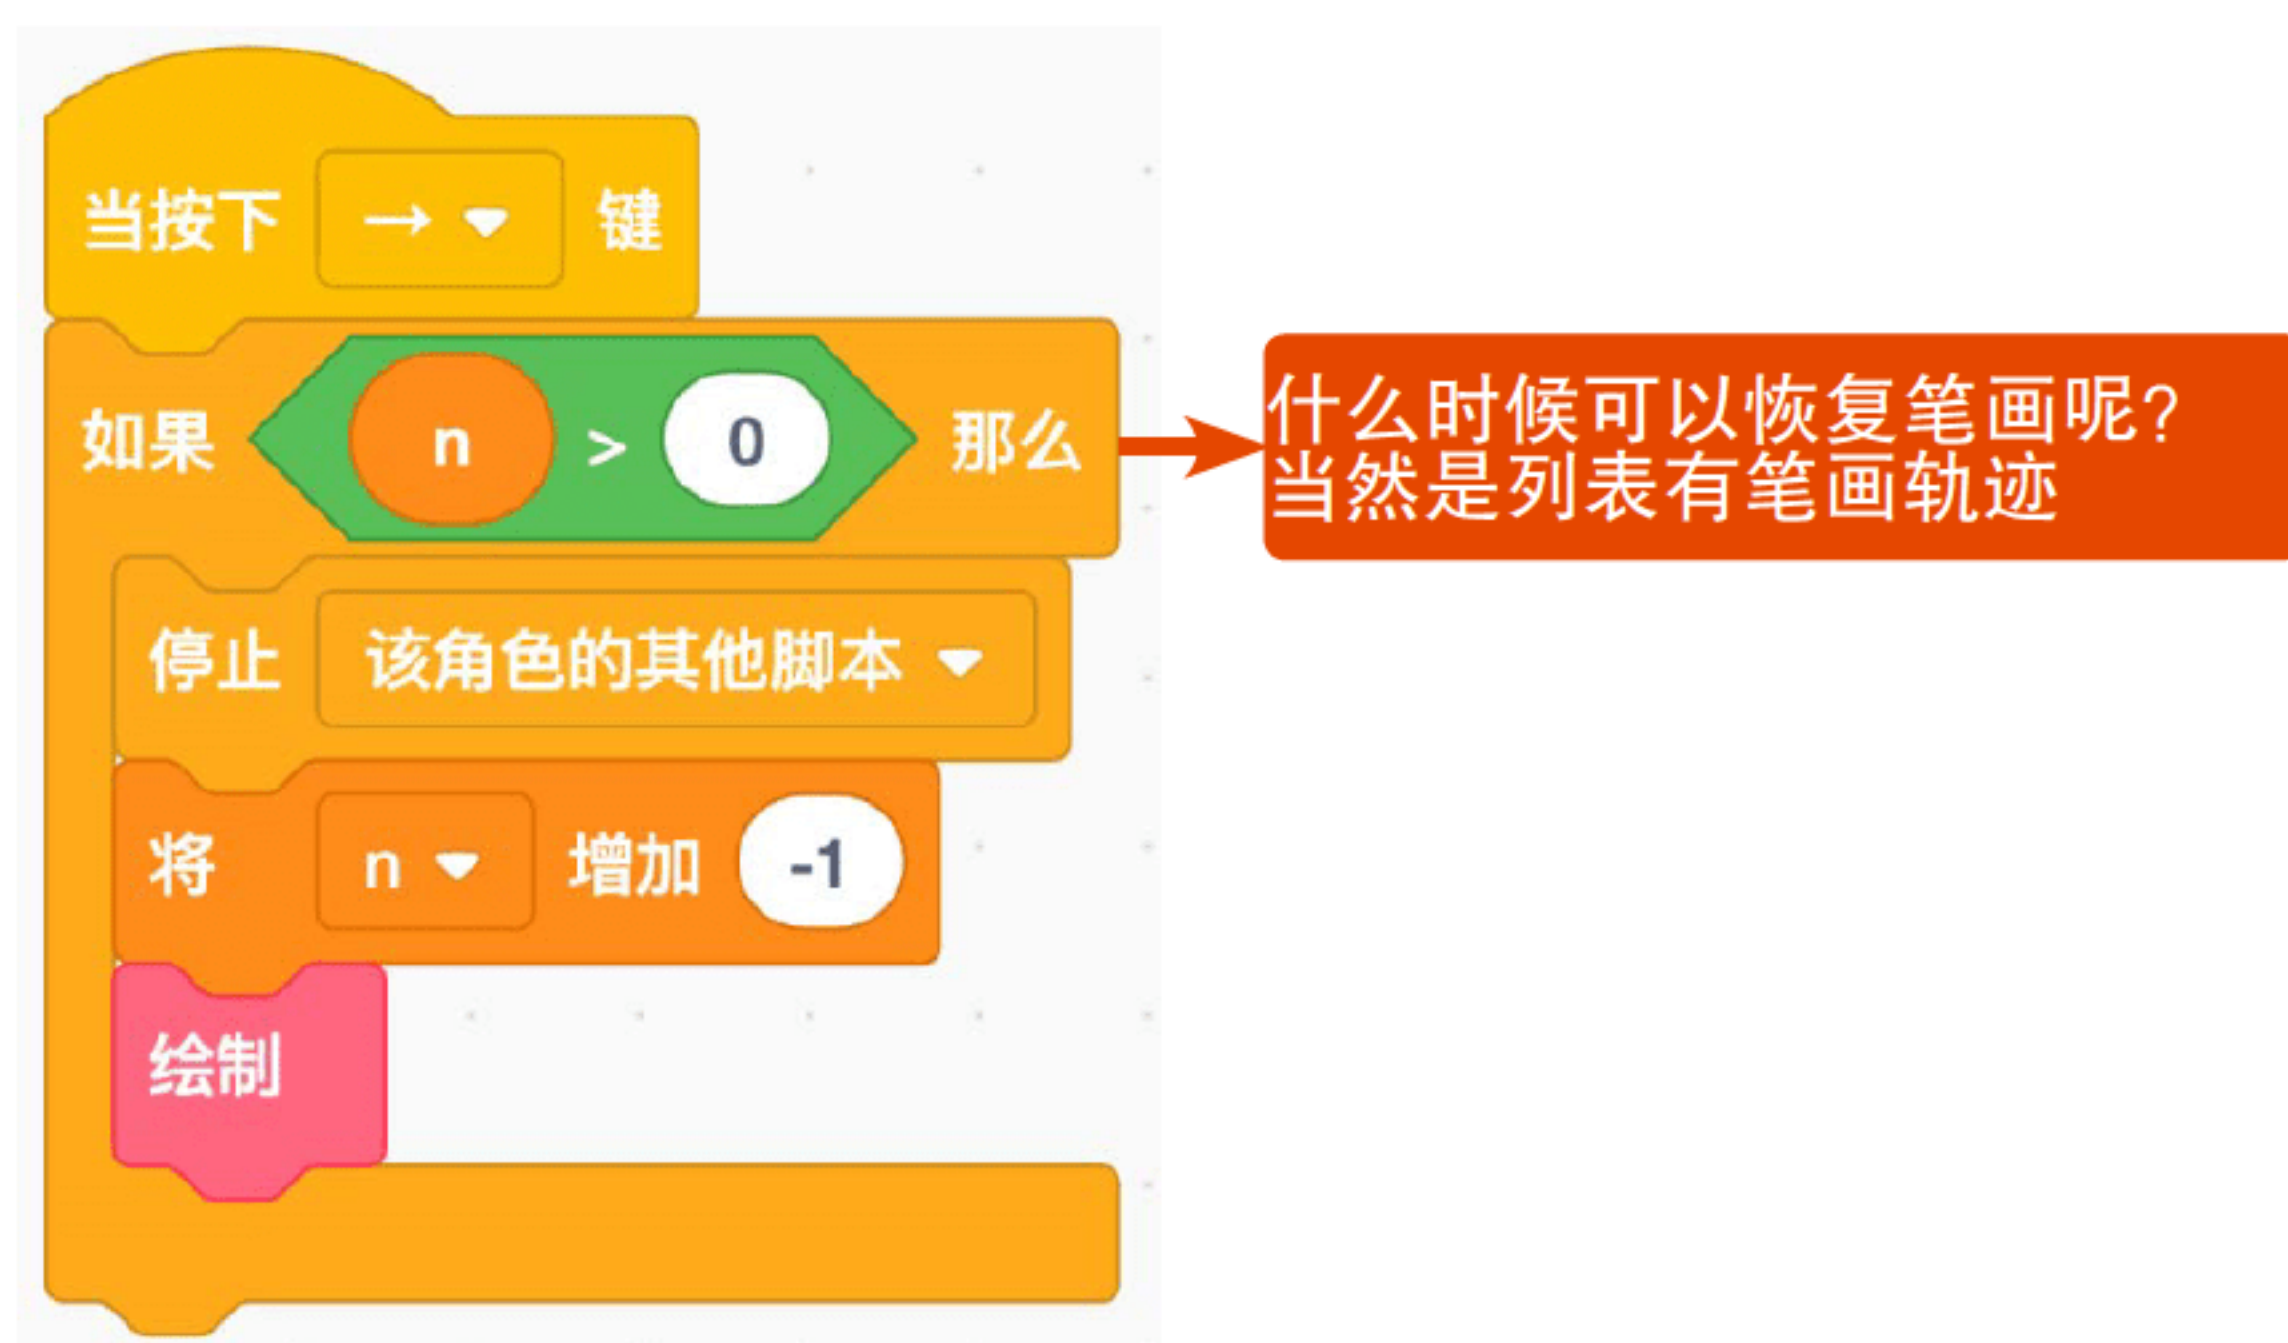 当按下 → 键
如果 n > 0 那么
什么时候可以恢复笔画呢?
当然是列表有笔画轨迹
停止 该角色的其他脚本
将 n 增加 -1
绘制